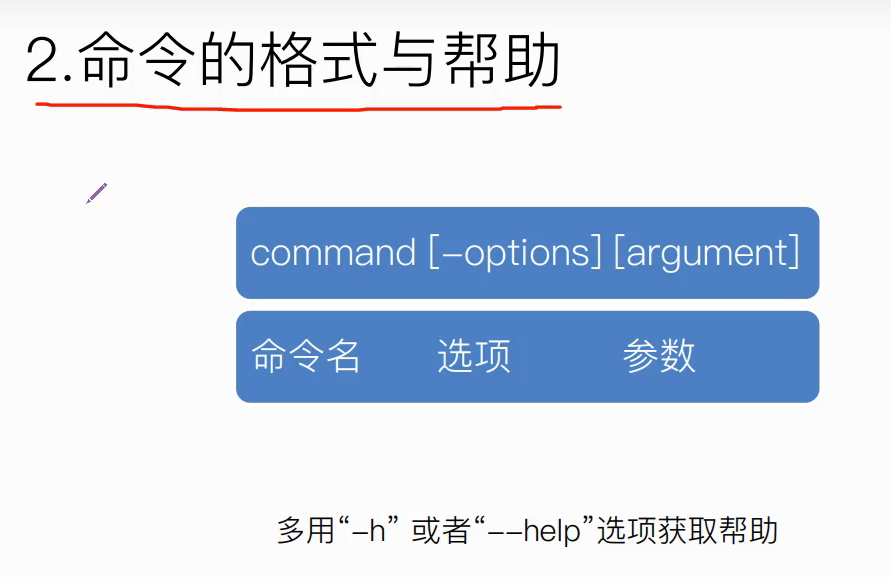 2.命令的格式与帮助
command [-options] [argument]
命令名 选项 参数
多用“-h” 或者“--help”选项获取帮助